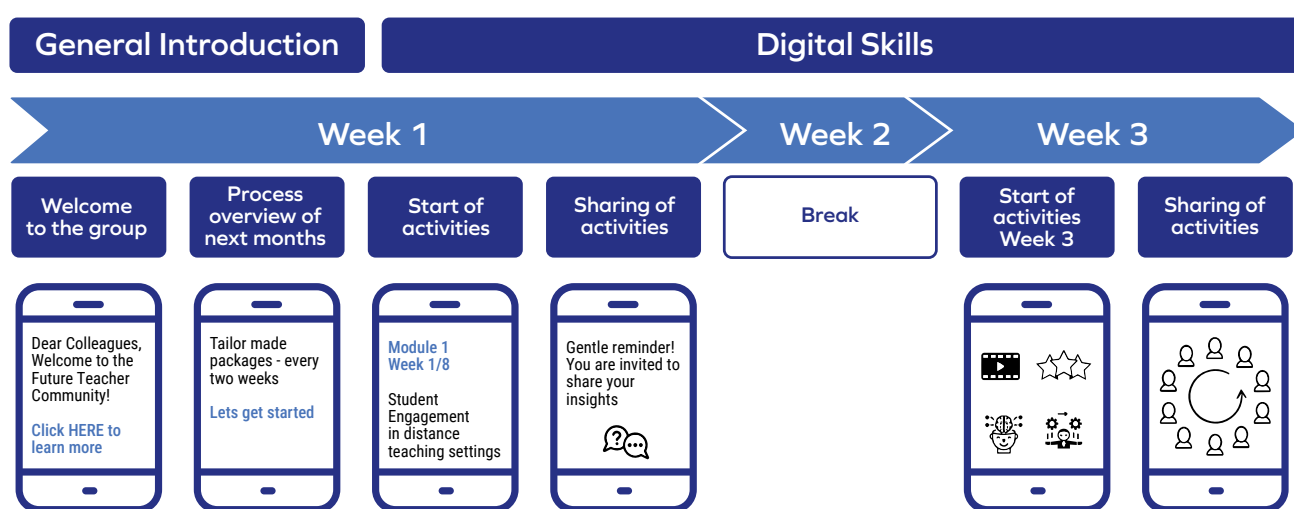 General Introduction
Digital Skills
Week 1
Week 2
Week 3
Welcome
to the group
Process
overview of
next months
Start of
activities
Sharing of
activities
Break
Start of
activities
Week 3
Sharing of
activities
Dear Colleagues,
Welcome to the
Future Teacher
Community!
Click HERE to
learn more
Tailor made
packages - every
two weeks
Lets get started
Module 1
Week 1/8
Student
Engagement
in distance
teaching settings
Gentle reminder!
You are invited to
share your
insights
?